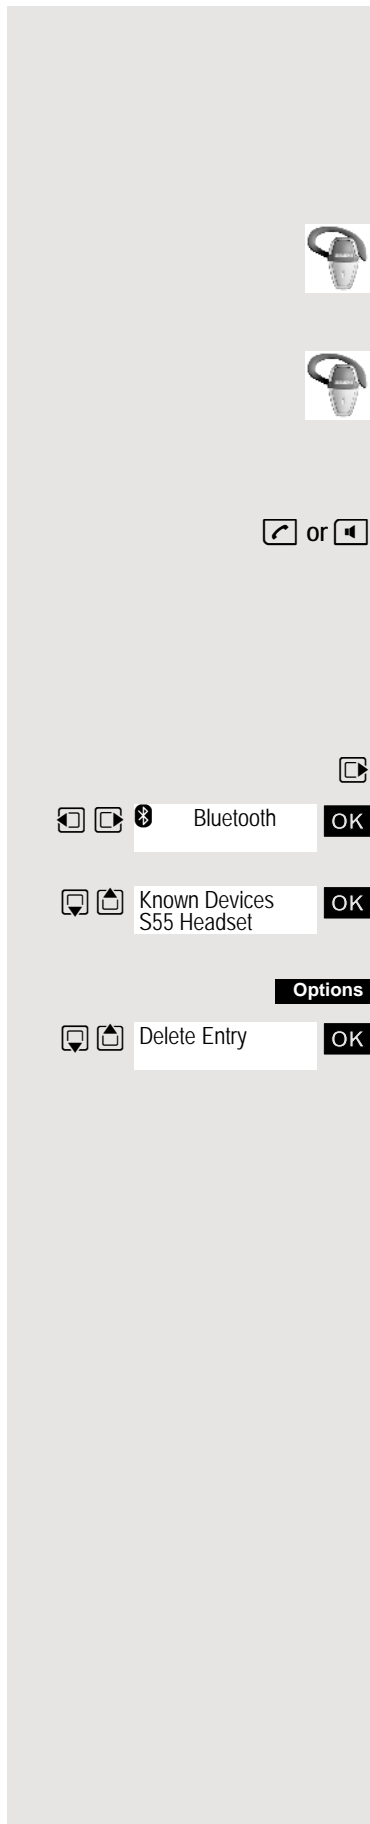 or
Bluetooth OK
Known Devices OK
S55 Headset
Options
Delete Entry OK